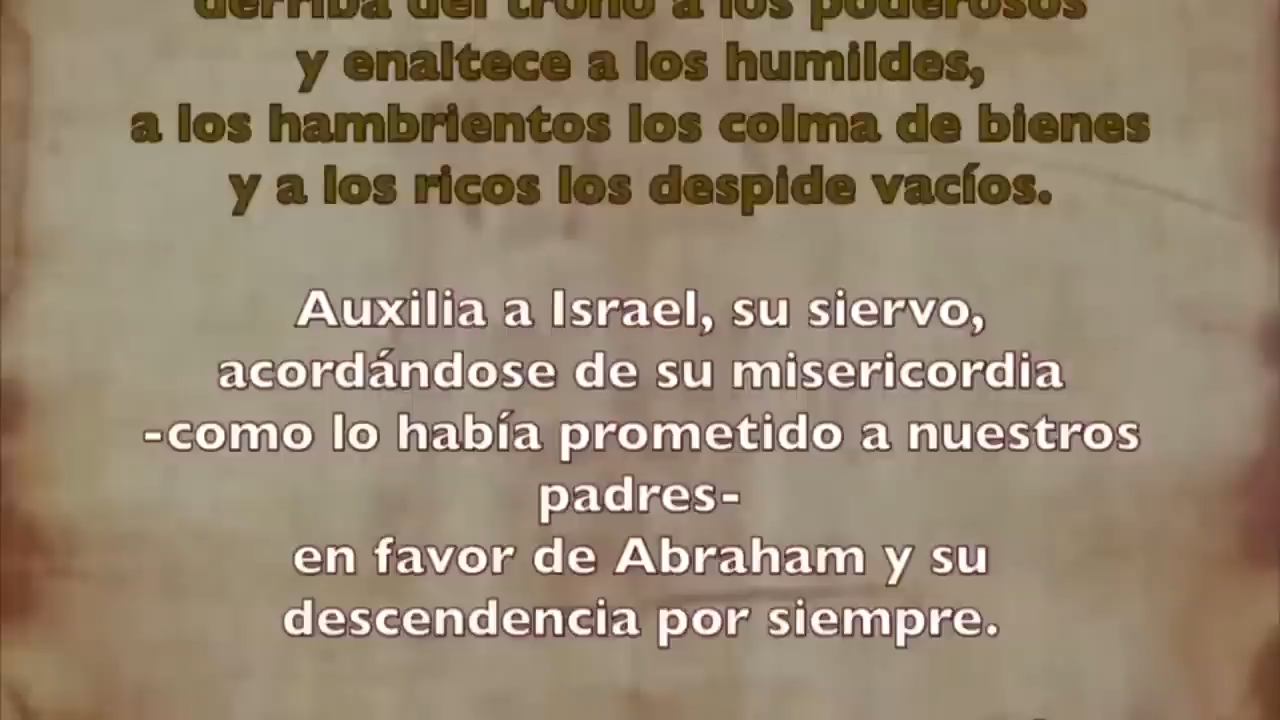 derriba del trono a los poderosos
y enaltece a los humildes,
a los hambrientos los colma de bienes
y a los ricos los despide vacíos.
Auxilia a Israel, su siervo,
acordándose de su misericordia
-como lo había prometido a nuestros
padres-
en favor de Abraham y su
descendencia por siempre.